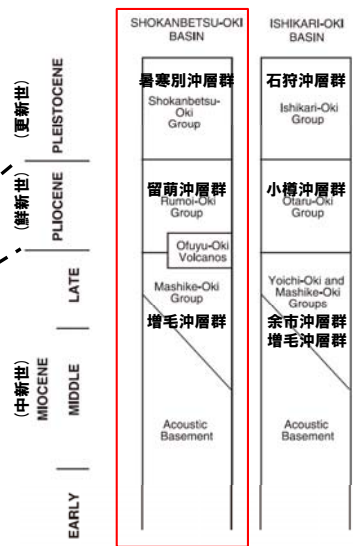 SHOKANBETSU-OKI
BASIN
ISHIKARI-OKI
BASIN
(更新世)
PLEISTOCENE
暑寒別沖層群
Shokanbetsu-
Oki
Group
石狩沖層群
Ishikari-Oki
Group
(鮮新世)
PLIOCENE
留萌沖層群
Rumoi-Oki
Group
小樽沖層群
Otaru-Oki
Group
Ofuyu-Oki
Volcanos
(中新世)
MIOCENE
LATE
Mashike-Oki
Group
増毛沖層群
Yoichi-Oki and
Mashike-Oki
Groups
余市沖層群
増毛沖層群
MIDDLE
Acoustic
Basement
Acoustic
Basement
EARLY